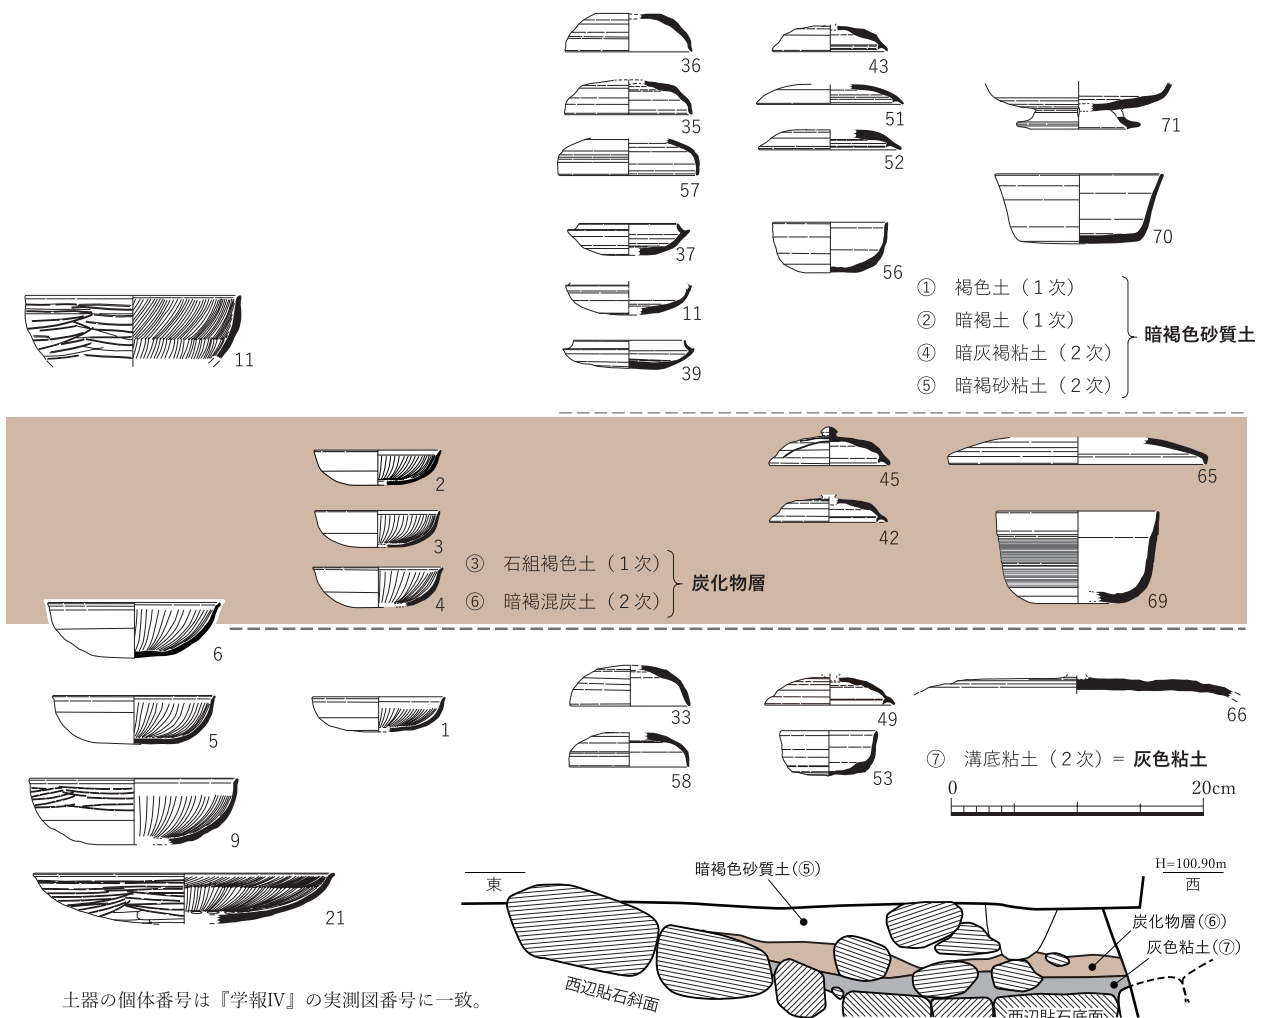 36
43
35
51
71
57
52
37
56
70
11
39
11
① 褐色土（1次）
② 暗褐土（1次）
④ 暗灰褐粘土（2次）
⑤ 暗褐砂粘土（2次）
暗褐色砂質土
2
3
4
45
42
65
69
③ 石組褐色土（1次）
⑥ 暗褐混炭土（2次）
炭化物層
6
5
1
33
49
66
58
53
9
21
⑦ 溝底粘土（2次）＝ 灰色粘土
0 20cm
暗褐色砂質土(⑤)
H=100.90m
東
西
炭化物層(⑥)
灰色粘土(⑦)
西辺貼石斜面
西辺貼石底面
土器の個体番号は『学報Ⅳ』の実測図番号に一致。